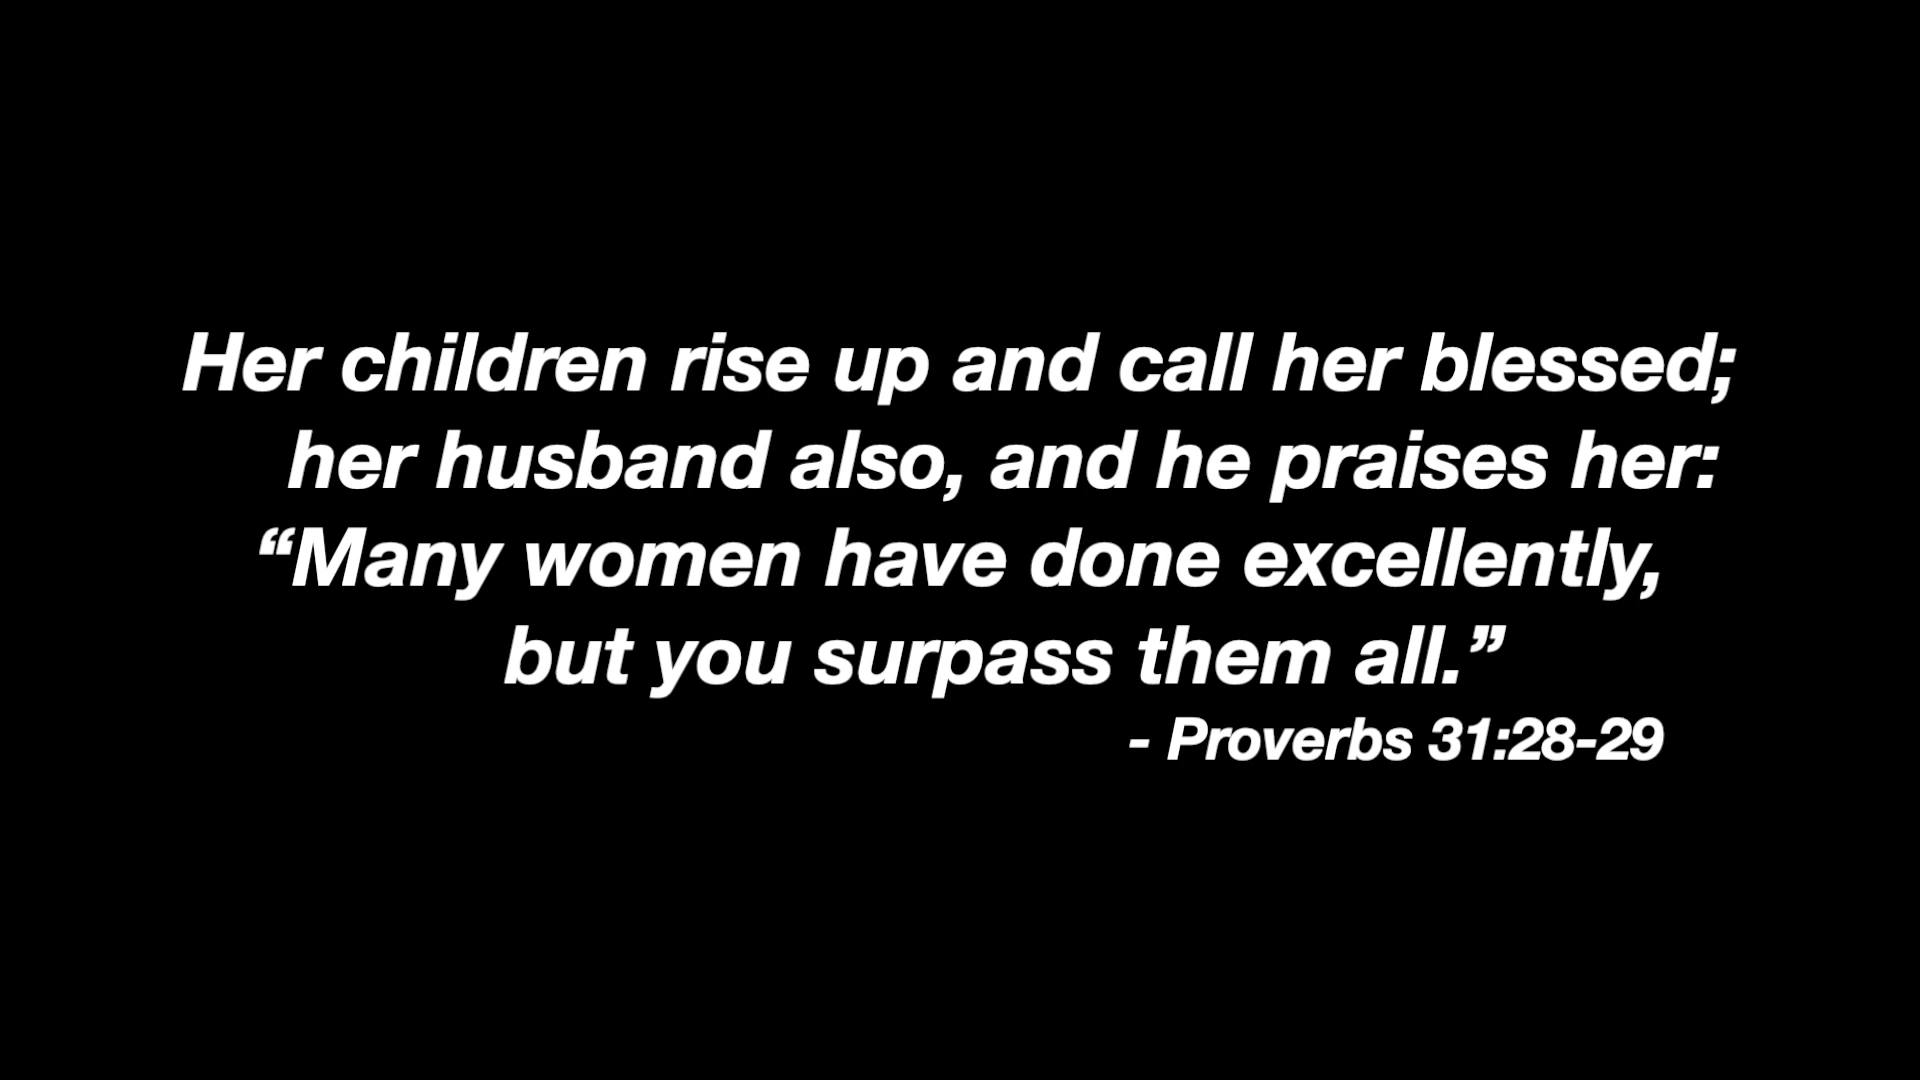 Her children rise up and call her blessed;
her husband also, and he praises her:
“Many women have done excellently,
but you surpass them all.”
- Proverbs 31:28-29